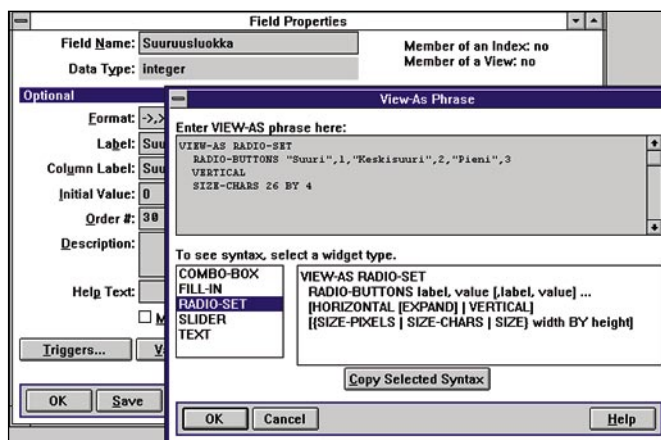 Field Properties
Field Name: Suuruusluokka
Member of an Index: no
Data Type: integer
Member of a View: no
Optional
Format: ->,>
Label: Suu
Column Label: Suu
Initial Value: 0
Order #: 30
Description:
Help Text:
M
Triggers...
V
OK Save
View-As Phrase
Enter VIEW-AS phrase here:
VIEW-AS RADIO-SET
RADIO-BUTTONS "Suuri",1,"Keskisuuri",2,"Pieni",3
VERTICAL
SIZE-CHARS 26 BY 4
To see syntax, select a widget type.
COMBO-BOX
FILL-IN
RADIO-SET
SLIDER
TEXT
VIEW-AS RADIO-SET
RADIO-BUTTONS label, value [,label, value] ...
[HORIZONTAL [EXPAND] | VERTICAL]
[{SIZE-PIXELS | SIZE-CHARS | SIZE} width BY height]
Copy Selected Syntax
OK Cancel Help